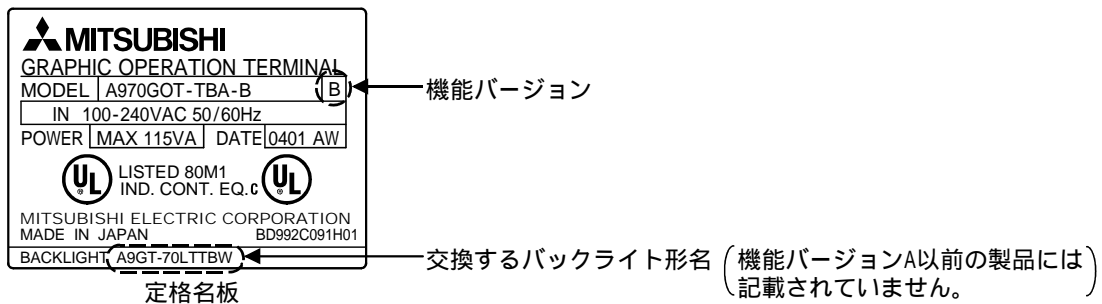 MITSUBISHI
GRAPHIC OPERATION TERMINAL
MODEL A970GOT-TBA-B B
機能バージョン
IN 100-240VAC 50/60Hz
POWER MAX 115VA DATE 0401 AW
UL LISTED 80M1 UL
IND. CONT. EQ. C
MITSUBISHI ELECTRIC CORPORATION
MADE IN JAPAN BD992C091H01
BACKLIGHT A9GT-70LTTBW
交換するバックライト形名 (機能バージョンA以前の製品には
記載されていません。)
定格名板